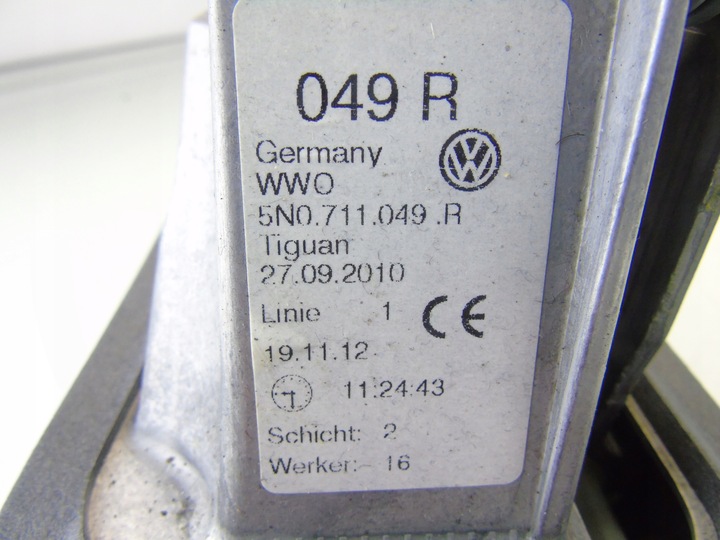 049 R
Germany
WWO
5N0.711.049 .R
Tiguan
27.09.2010
Linie 1 CE
19.11.12
11:24:43
Schicht: 2
Werker:- 16